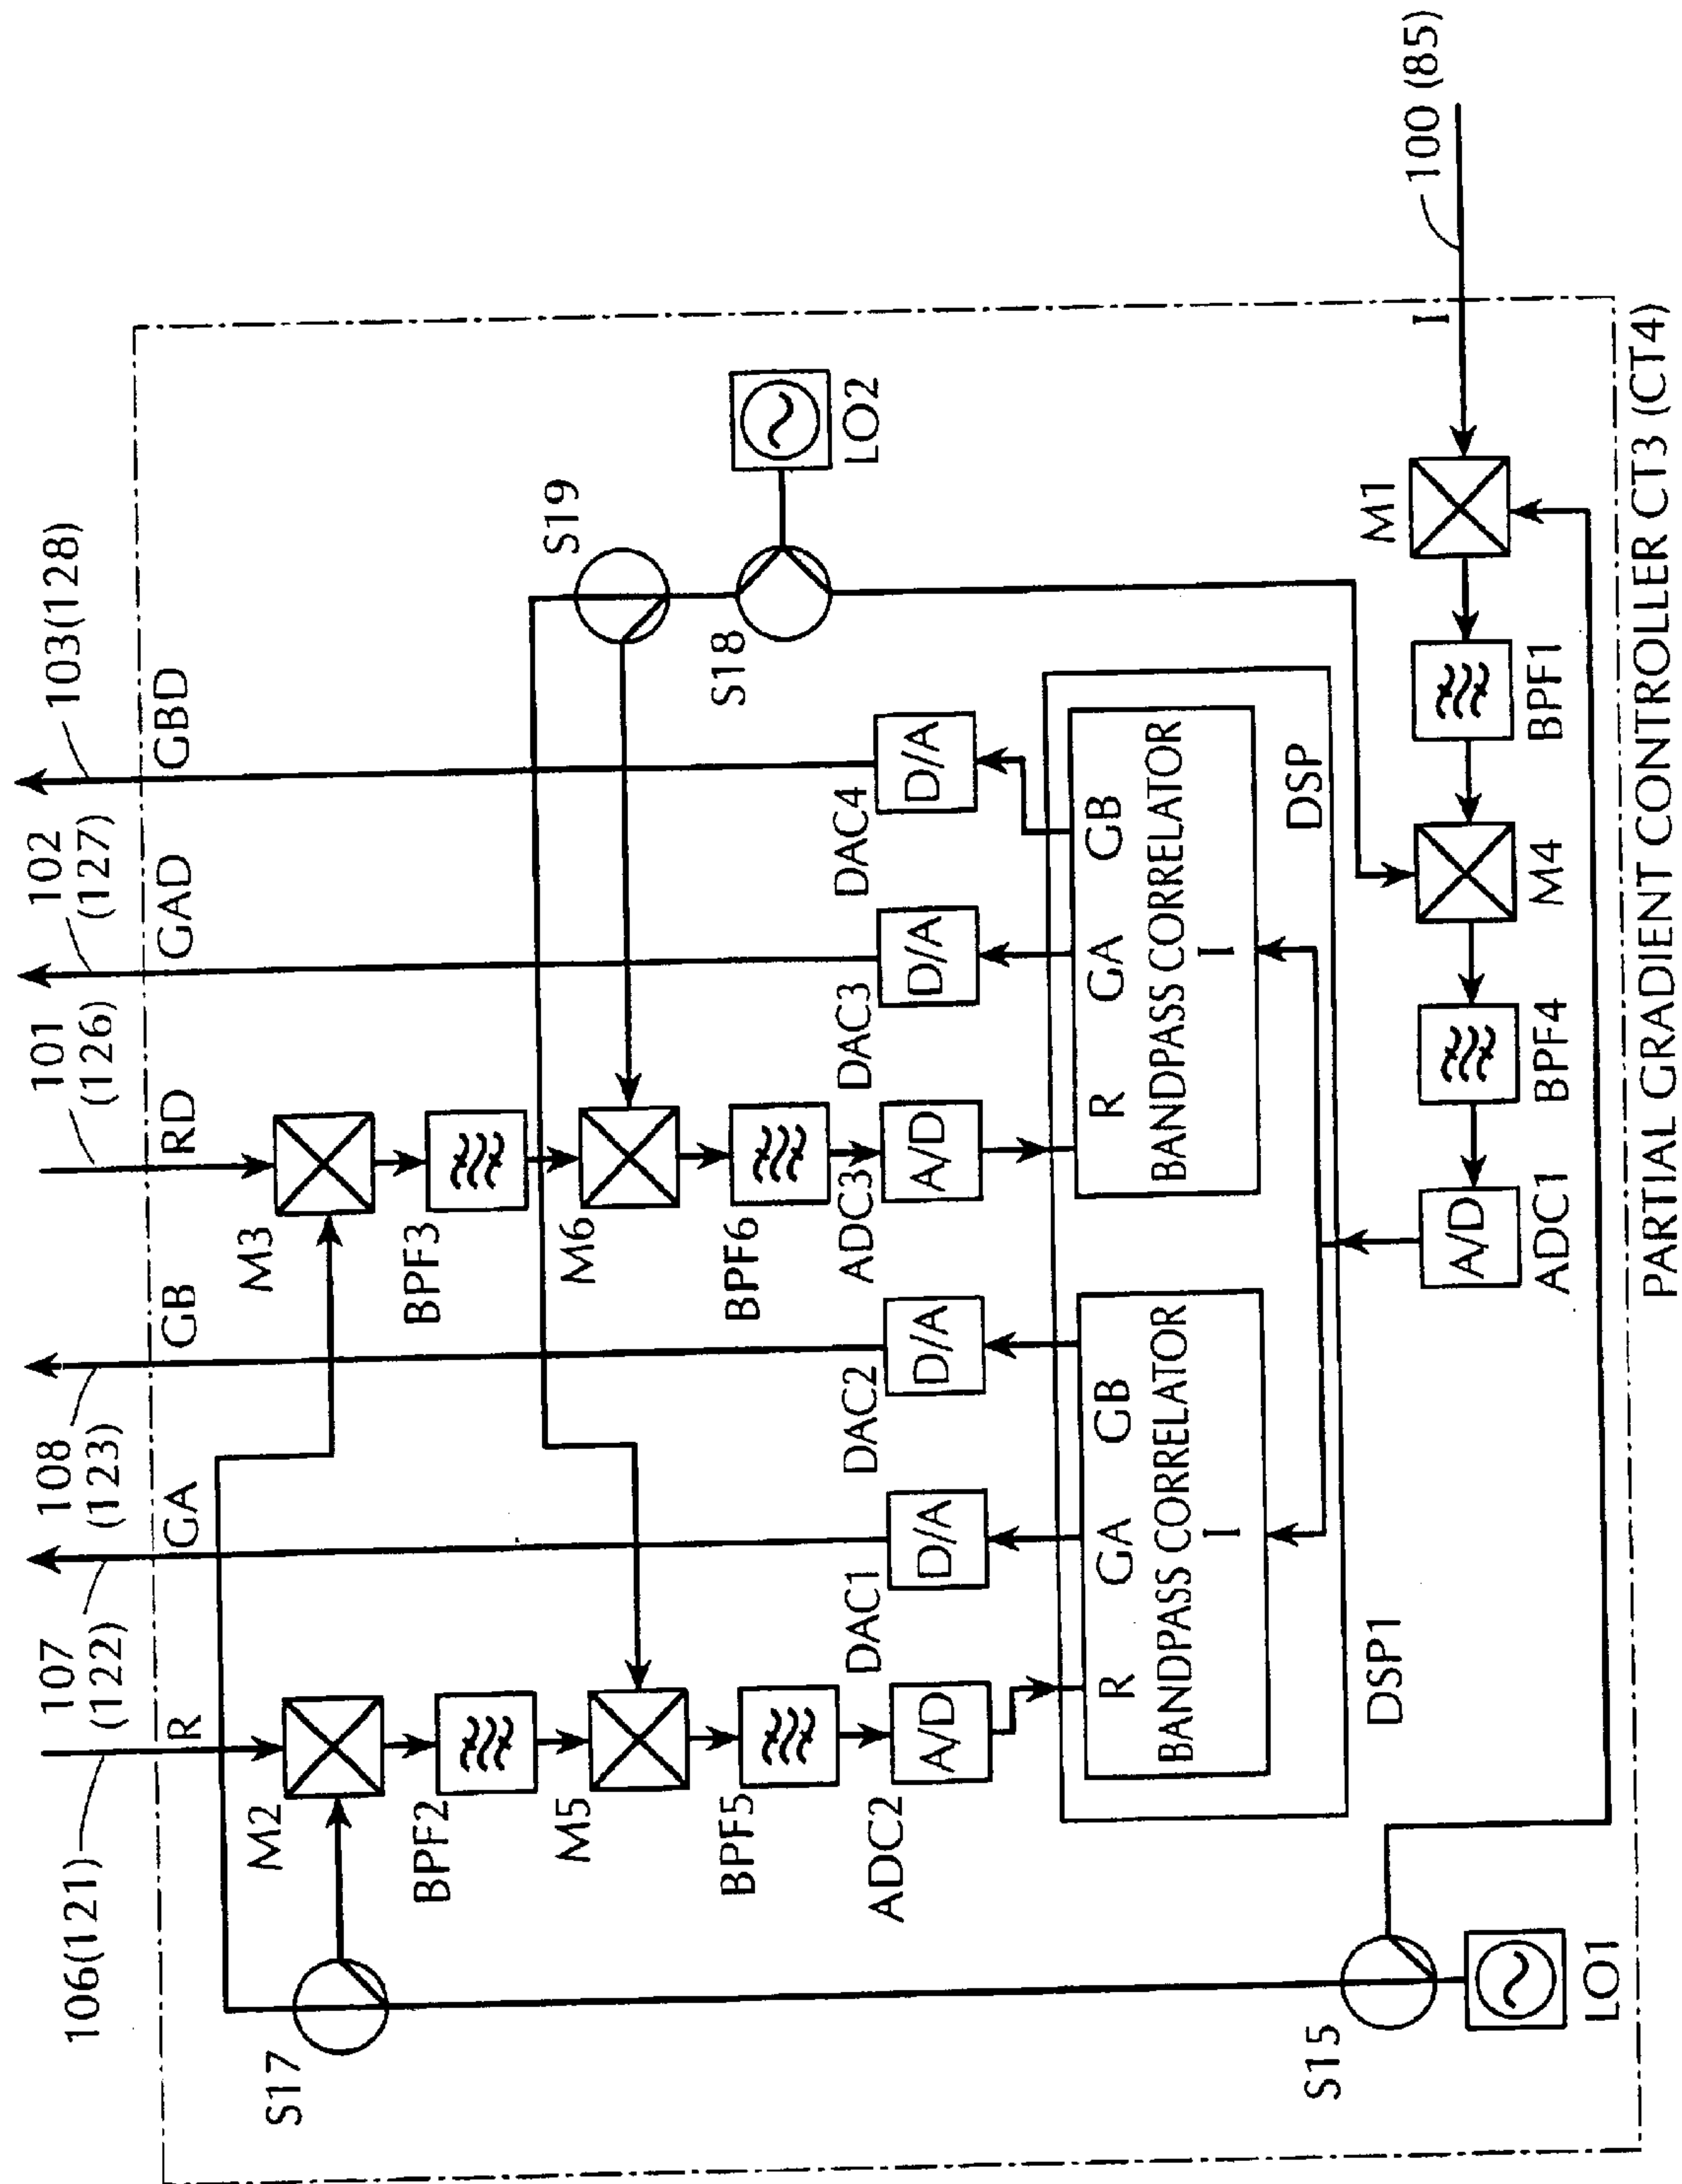 106(121)
107
(122)
108
(123)
101
(126)
102
(127)
103(128)
R
GA
GB
RD
GAD
GBD
S17
M2
M3
BPF2
BPF3
S19
M5
M6
LO2
BPF5
BPF6
S18
ADC2
A/D
DAC1
D/A
DAC2
D/A
ADC3
A/D
DAC3
D/A
DAC4
D/A
R GA GB
BANDPASS CORRELATOR
I
R GA GB
BANDPASS CORRELATOR
I
DSP
DSP1
S15
LO1
A/D
ADC1
BPF4
M4
BPF1
M1
I
100 (85)
PARTIAL GRADIENT CONTROLLER CT3 (CT4)